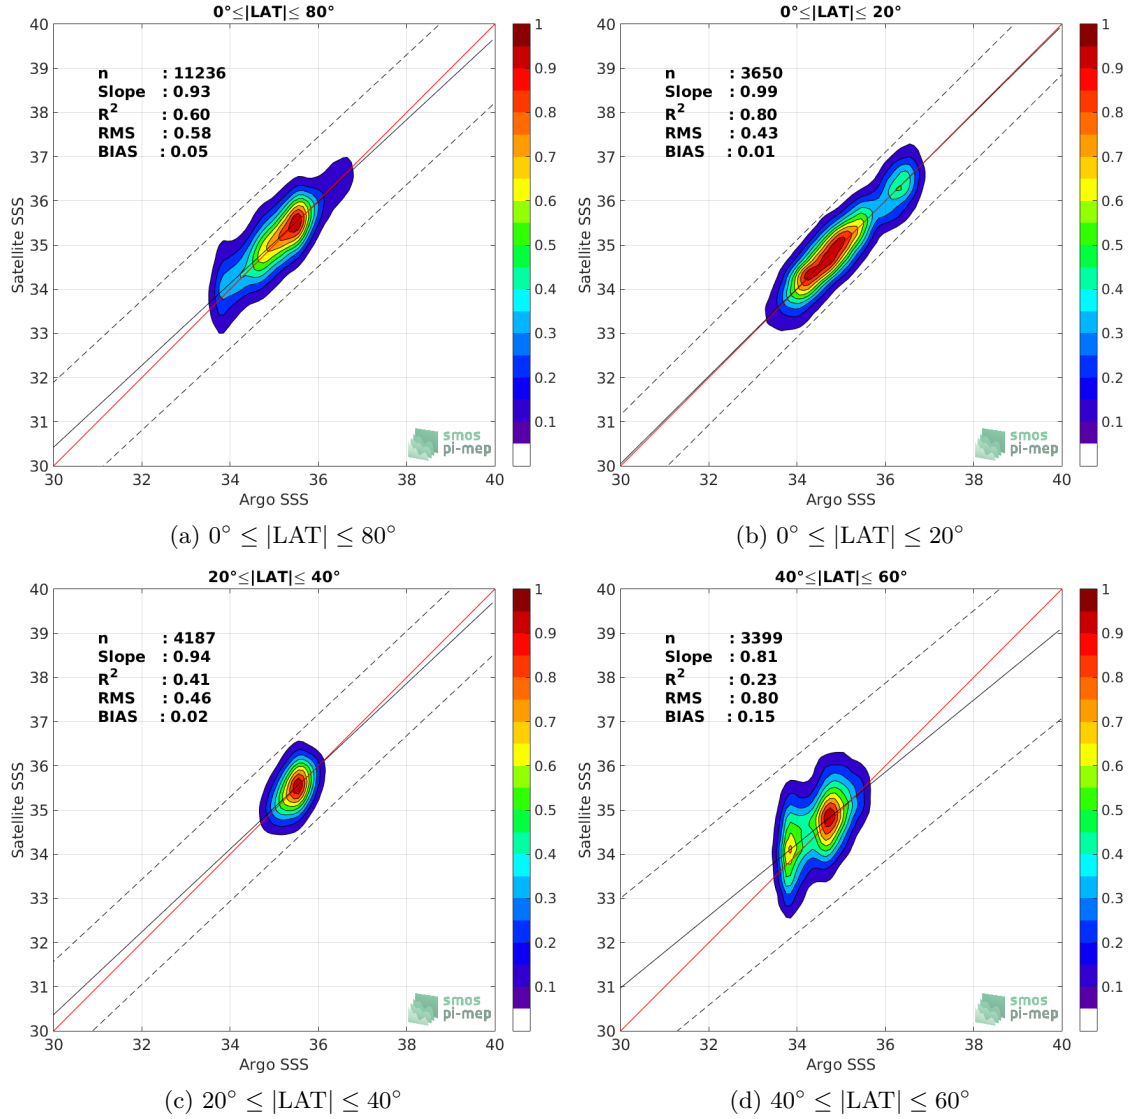 0°≤|LAT|≤ 80°
40
39
38
37
36
35
34
33
32
31
30
Satellite SSS
n : 11236
Slope : 0.93
R2 : 0.60
RMS : 0.58
BIAS : 0.05
smos
pi-mep
30 32 34 36 38 40
Argo SSS
1
0.9
0.8
0.7
0.6
0.5
0.4
0.3
0.2
0.1
(a) 0° ≤ |LAT| ≤ 80°
0°≤|LAT|≤ 20°
40
39
38
37
36
35
34
33
32
31
30
Satellite SSS
n : 3650
Slope : 0.99
R2 : 0.80
RMS : 0.43
BIAS : 0.01
smos
pi-mep
30 32 34 36 38 40
Argo SSS
1
0.9
0.8
0.7
0.6
0.5
0.4
0.3
0.2
0.1
(b) 0° ≤ |LAT| ≤ 20°
20°≤|LAT|≤ 40°
40
39
38
37
36
35
34
33
32
31
30
Satellite SSS
n : 4187
Slope : 0.94
R2 : 0.41
RMS : 0.46
BIAS : 0.02
smos
pi-mep
30 32 34 36 38 40
Argo SSS
1
0.9
0.8
0.7
0.6
0.5
0.4
0.3
0.2
0.1
(c) 20° ≤ |LAT| ≤ 40°
40°≤|LAT|≤ 60°
40
39
38
37
36
35
34
33
32
31
30
Satellite SSS
n : 3399
Slope : 0.81
R2 : 0.23
RMS : 0.80
BIAS : 0.15
smos
pi-mep
30 32 34 36 38 40
Argo SSS
1
0.9
0.8
0.7
0.6
0.5
0.4
0.3
0.2
0.1
(d) 40° ≤ |LAT| ≤ 60°